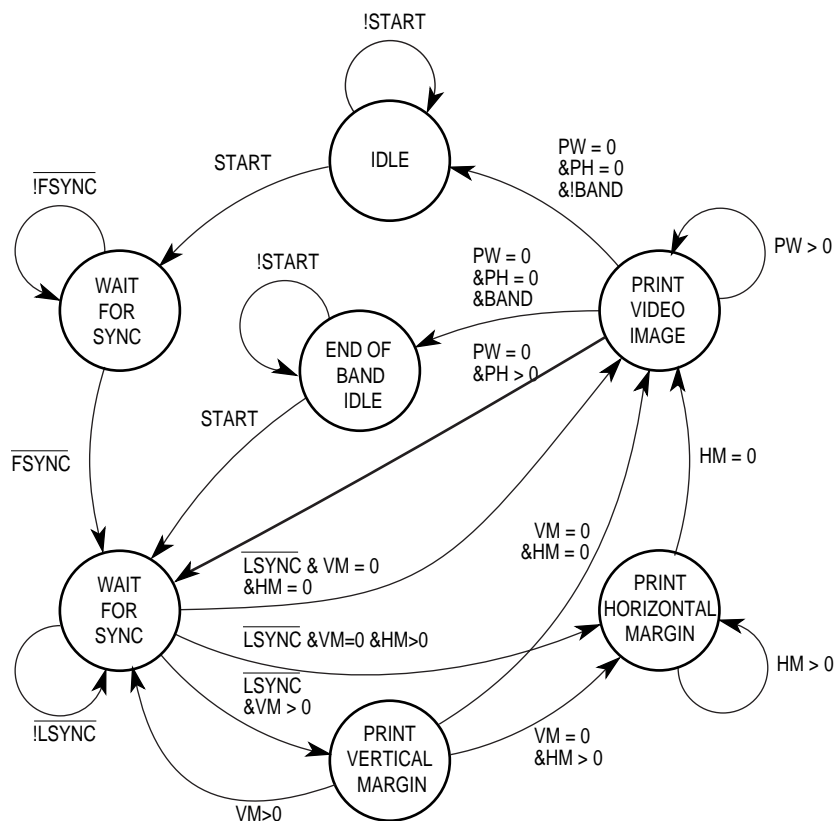 !START
IDLE
START
PW = 0
&PH = 0
&!BAND
!FSYNC
WAIT
FOR
SYNC
!START
PW = 0
&PH = 0
&BAND
PRINT
VIDEO
IMAGE
PW > 0
END OF
BAND
IDLE
PW = 0
&PH > 0
START
FSYNC
HM = 0
VM = 0
&HM = 0
WAIT
FOR
SYNC
LSYNC & VM = 0
&HM = 0
PRINT
HORIZONTAL
MARGIN
LSYNC &VM=0 &HM>0
HM > 0
LSYNC
&VM > 0
!LSYNC
PRINT
VERTICAL
MARGIN
VM = 0
&HM > 0
VM>0